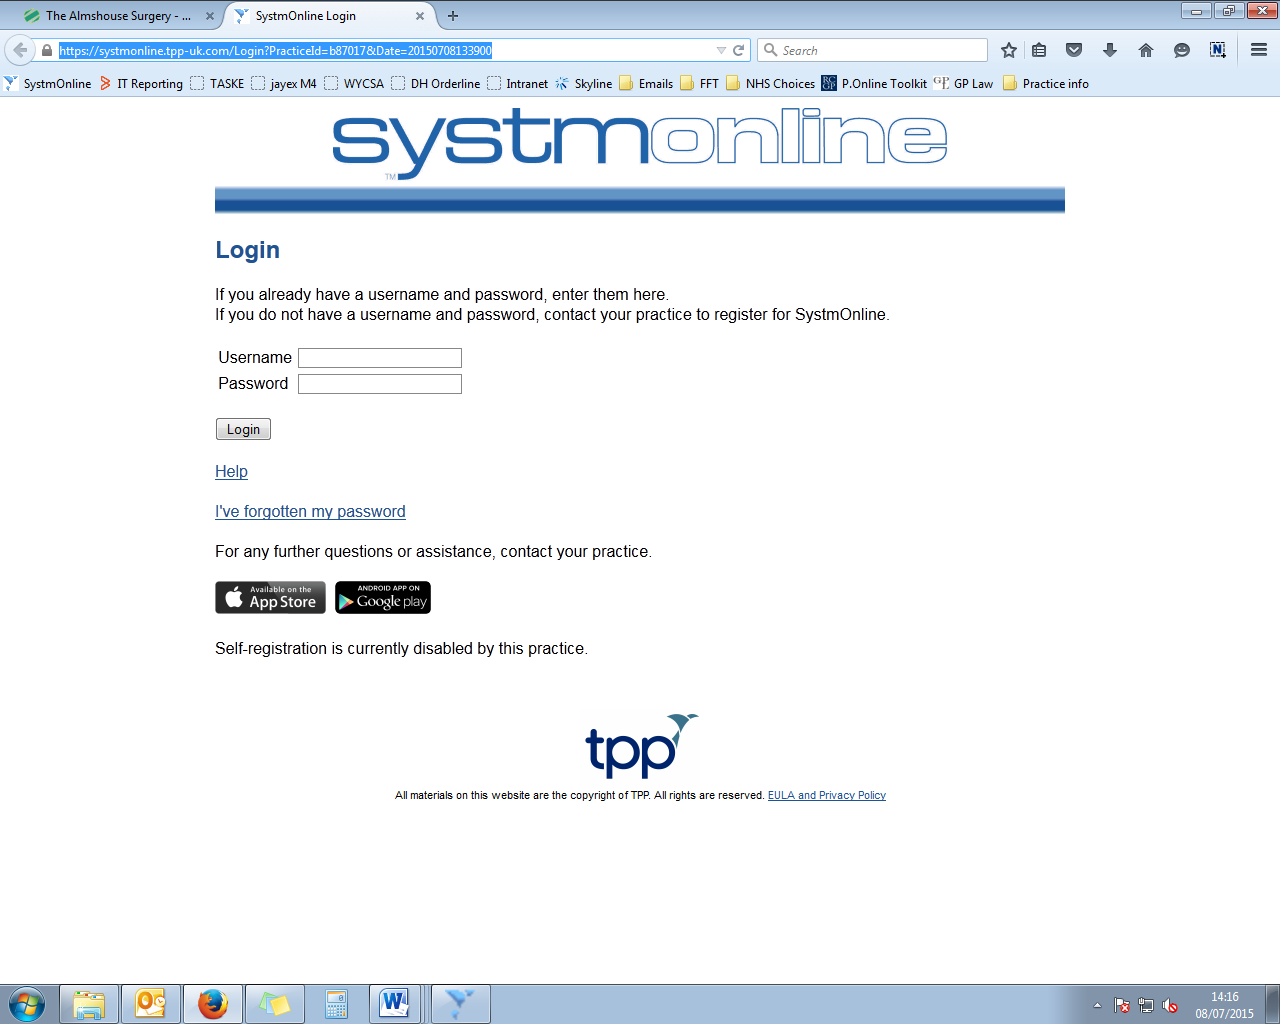 The Almshouse Surgery - ...
SystmOnline Login
https://systmonline.tpp-uk.com/Login?PracticeId=b87017&Date=20150708133900
Search
SystmOnline
IT Reporting
TASKE
jayex M4
WYCSA
DH Orderline
Intranet
Skyline
Emails
FFT
NHS Choices
P.Online Toolkit
GP Law
Practice info
systmonline
TM
Login
If you already have a username and password, enter them here.
If you do not have a username and password, contact your practice to register for SystmOnline.
Username
Password
Login
Help
I've forgotten my password
For any further questions or assistance, contact your practice.
Available on the
App Store
ANDROID APP ON
Google play
Self-registration is currently disabled by this practice.
tpp
All materials on this website are the copyright of TPP. All rights are reserved. EULA and Privacy Policy
14:16
08/07/2015